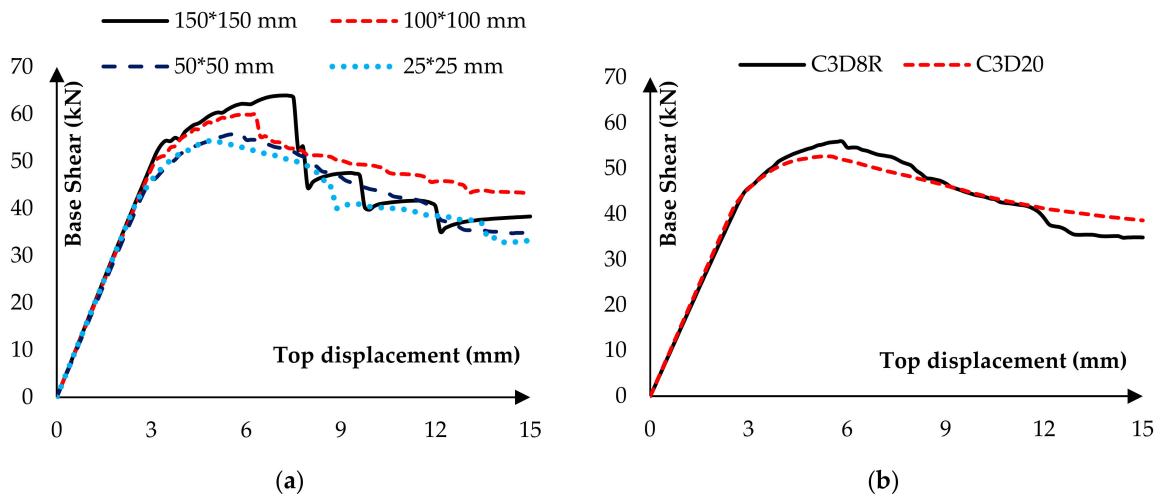 150*150 mm 100*100 mm
50*50 mm 25*25 mm
70
60
50
40
30
20
10
0
Base Shear (kN)
Top displacement (mm)
0 3 6 9 12 15
(a)
C3D8R C3D20
70
60
50
40
30
20
10
0
Base Shear (kN)
Top displacement (mm)
0 3 6 9 12 15
(b)